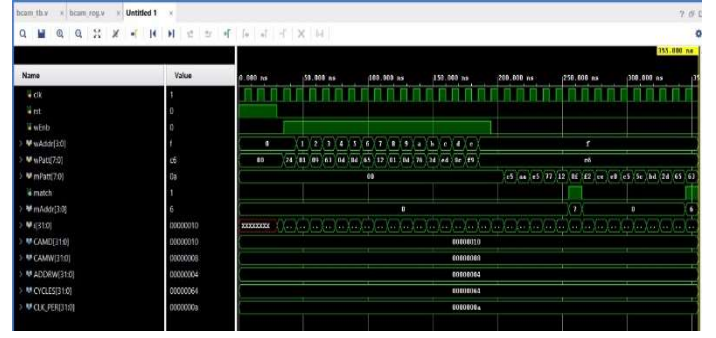 bcam_tb.v × bcam_reg.v × Untitled 1 ×
355.000 ns
Name Value 0.000 ns 50.000 ns 100.000 ns 150.000 ns 200.000 ns 250.000 ns 300.000 ns
clk 1
rst 0
wEnb 0
wAddr[3:0] f 0 1 2 3 4 5 6 7 8 9 a b c d e f
wPatt[7:0] c6 00 24 81 09 63 0d 8d 65 12 01 0d 76 3d ed 8c f9 c6
mPatt[7:0] 0a 00 c5 aa e5 77 12 8f f2 ce e8 c5 5c bd 2d 65 63
match 1
mAddr[3:0] 6 0 7 0 6
i[31:0] 00000010 XXXXXXXX
CAMD[31:0] 00000010 00000010
CAMW[31:0] 00000008 00000008
ADDRW[31:0] 00000004 00000004
CYCLES[31:0] 00000064 00000064
CLK_PER[31:0] 0000000a 0000000a